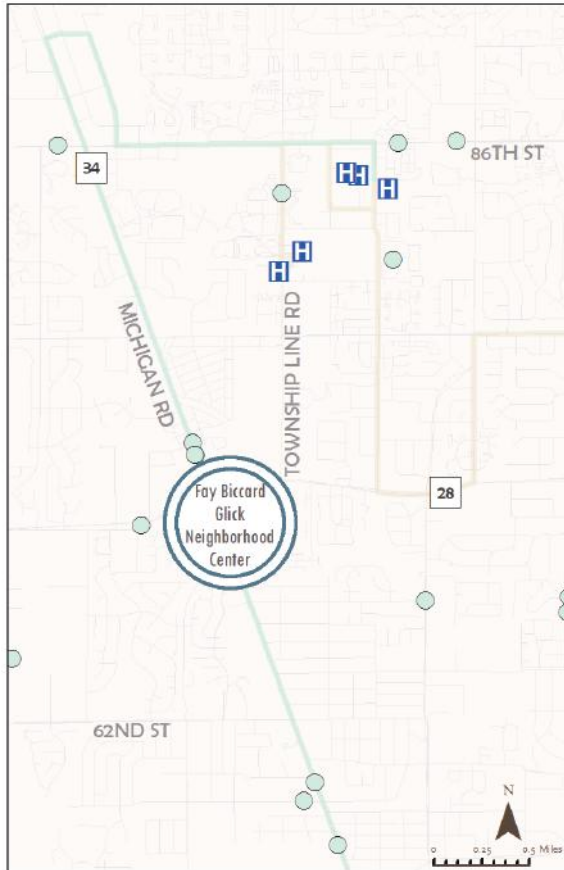 86TH ST
34
H
H
H
H
H
MICHIGAN RD
TOWNSHIP LINE RD
28
Fay Biccard
Glick
Neighborhood
Center
62ND ST
N
0 0.25 0.5 Miles